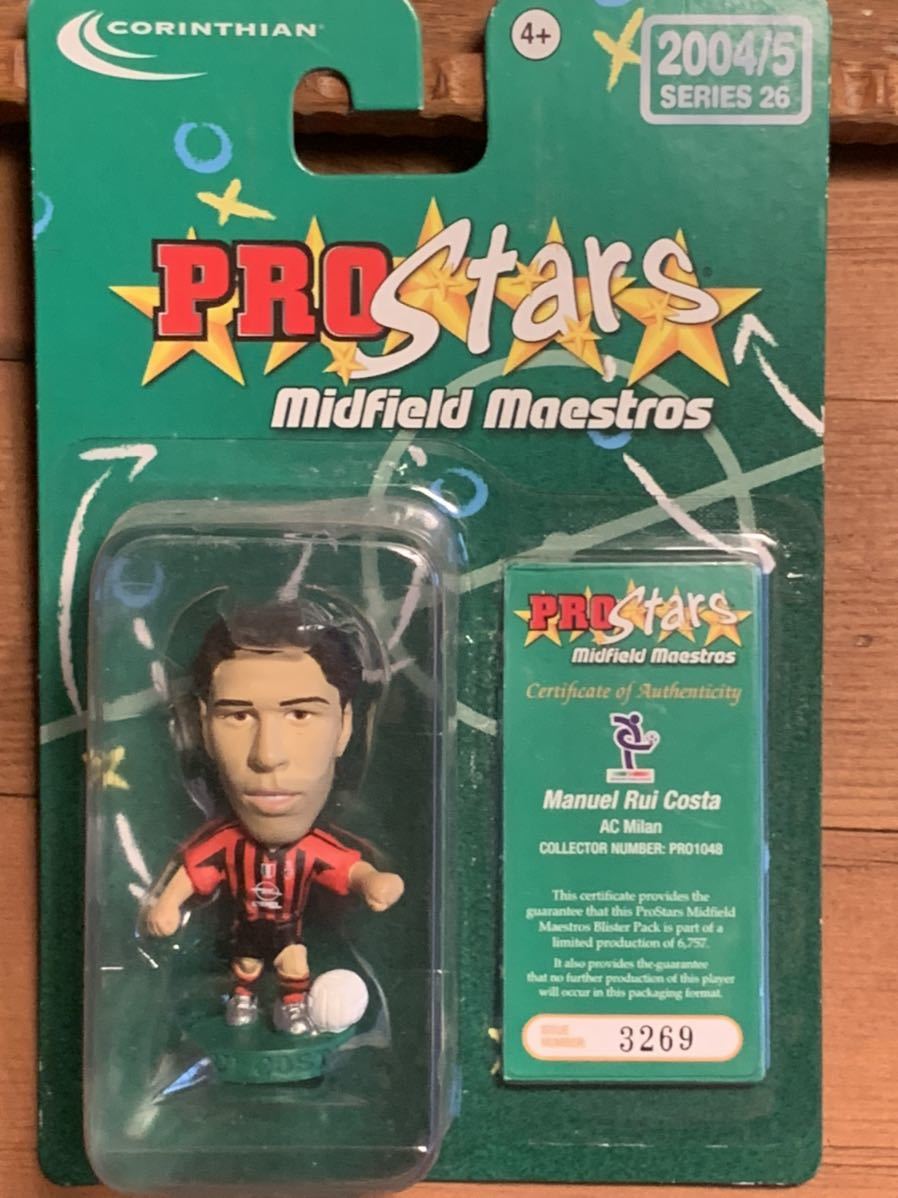 CORINTHIAN
4+
2004/5
SERIES 26
PROStars
Midfield Maestros
PROStars
Midfield Maestros
Certificate of Authenticity
Manuel Rui Costa
AC Milan
COLLECTOR NUMBER: PRO1048
This certificate provides the
guarantee that this ProStars Midfield
Maestros Blister Pack is part of a
limited production of 6,757.
It also provides the guarantee
that no further production of this player
will occur in this packaging format.
ISSUE
NUMBER
3269
COSTA